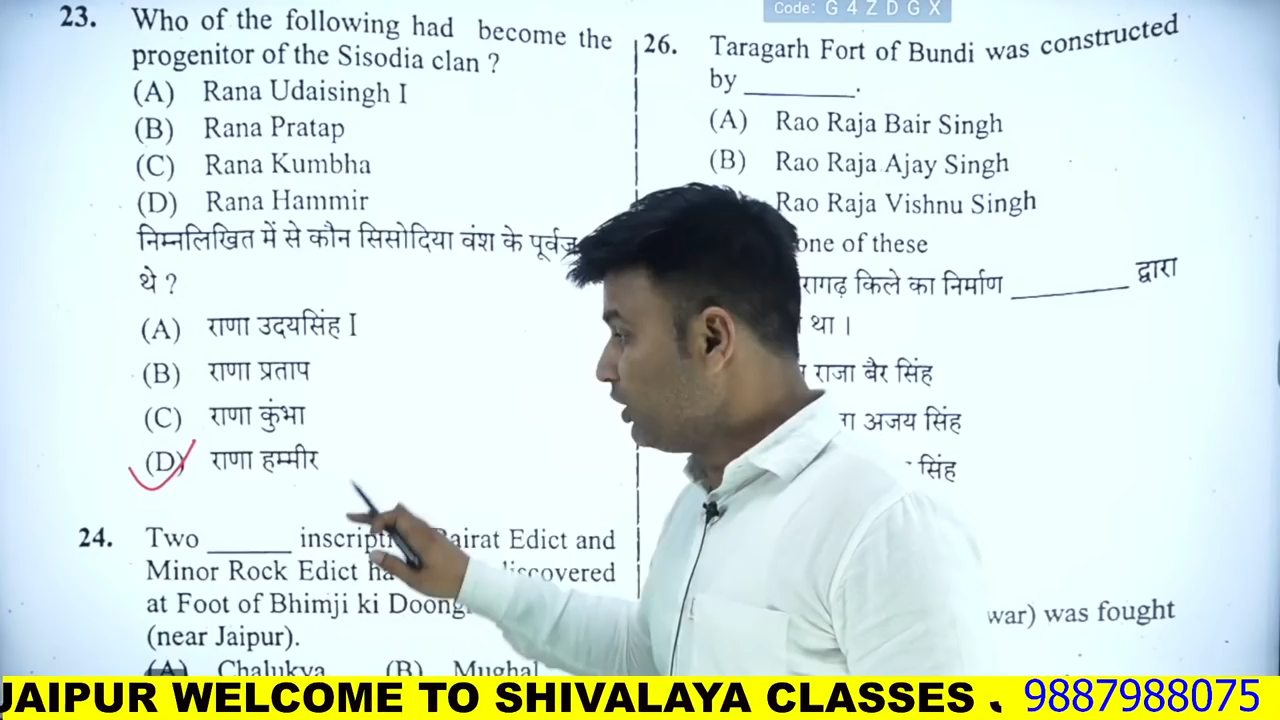 Code: G 4 Z D G X
23. Who of the following had become the
progenitor of the Sisodia clan ?
(A) Rana Udaisingh I
(B) Rana Pratap
(C) Rana Kumbha
(D) Rana Hammir
निम्नलिखित में से कौन सिसोदिया वंश के पूर्वज
थे ?
(A) राणा उदयसिंह I
(B) राणा प्रताप
(C) राणा कुंभा
(D) राणा हम्मीर
24. Two ______ Bairat Edict and
Minor Rock Edict
at Foot of Bhimji ki
(near Jaipur).
(A) Chalukya (B) Mughal
26. Taragarh Fort of Bundi was constructed
by ________.
(A) Rao Raja Bair Singh
(B) Rao Raja Ajay Singh
Rao Raja Vishnu Singh
of these
किले का निर्माण ________ द्वारा
था ।
राजा बैर सिंह
अजय सिंह
सिंह
war) was fought
JAIPUR WELCOME TO SHIVALAYA CLASSES 9887988075